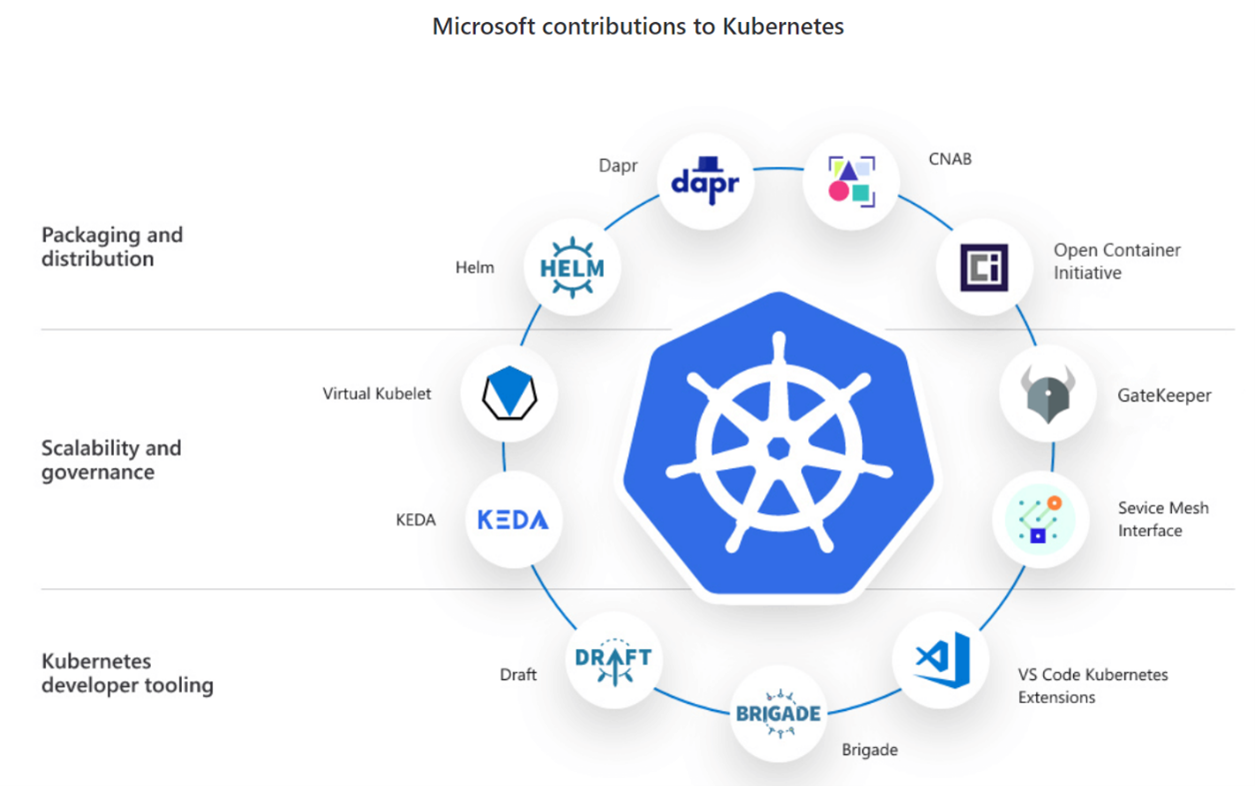 Microsoft contributions to Kubernetes
Dapr
dapr
CNAB
Packaging and
distribution
Helm
HELM
Ci
Open Container
Initiative
Virtual Kubelet
GateKeeper
Scalability and
governance
KEDA
KEDA
Sevice Mesh
Interface
Kubernetes
developer tooling
Draft
DRAFT
BRIGADE
Brigade
VS Code Kubernetes
Extensions